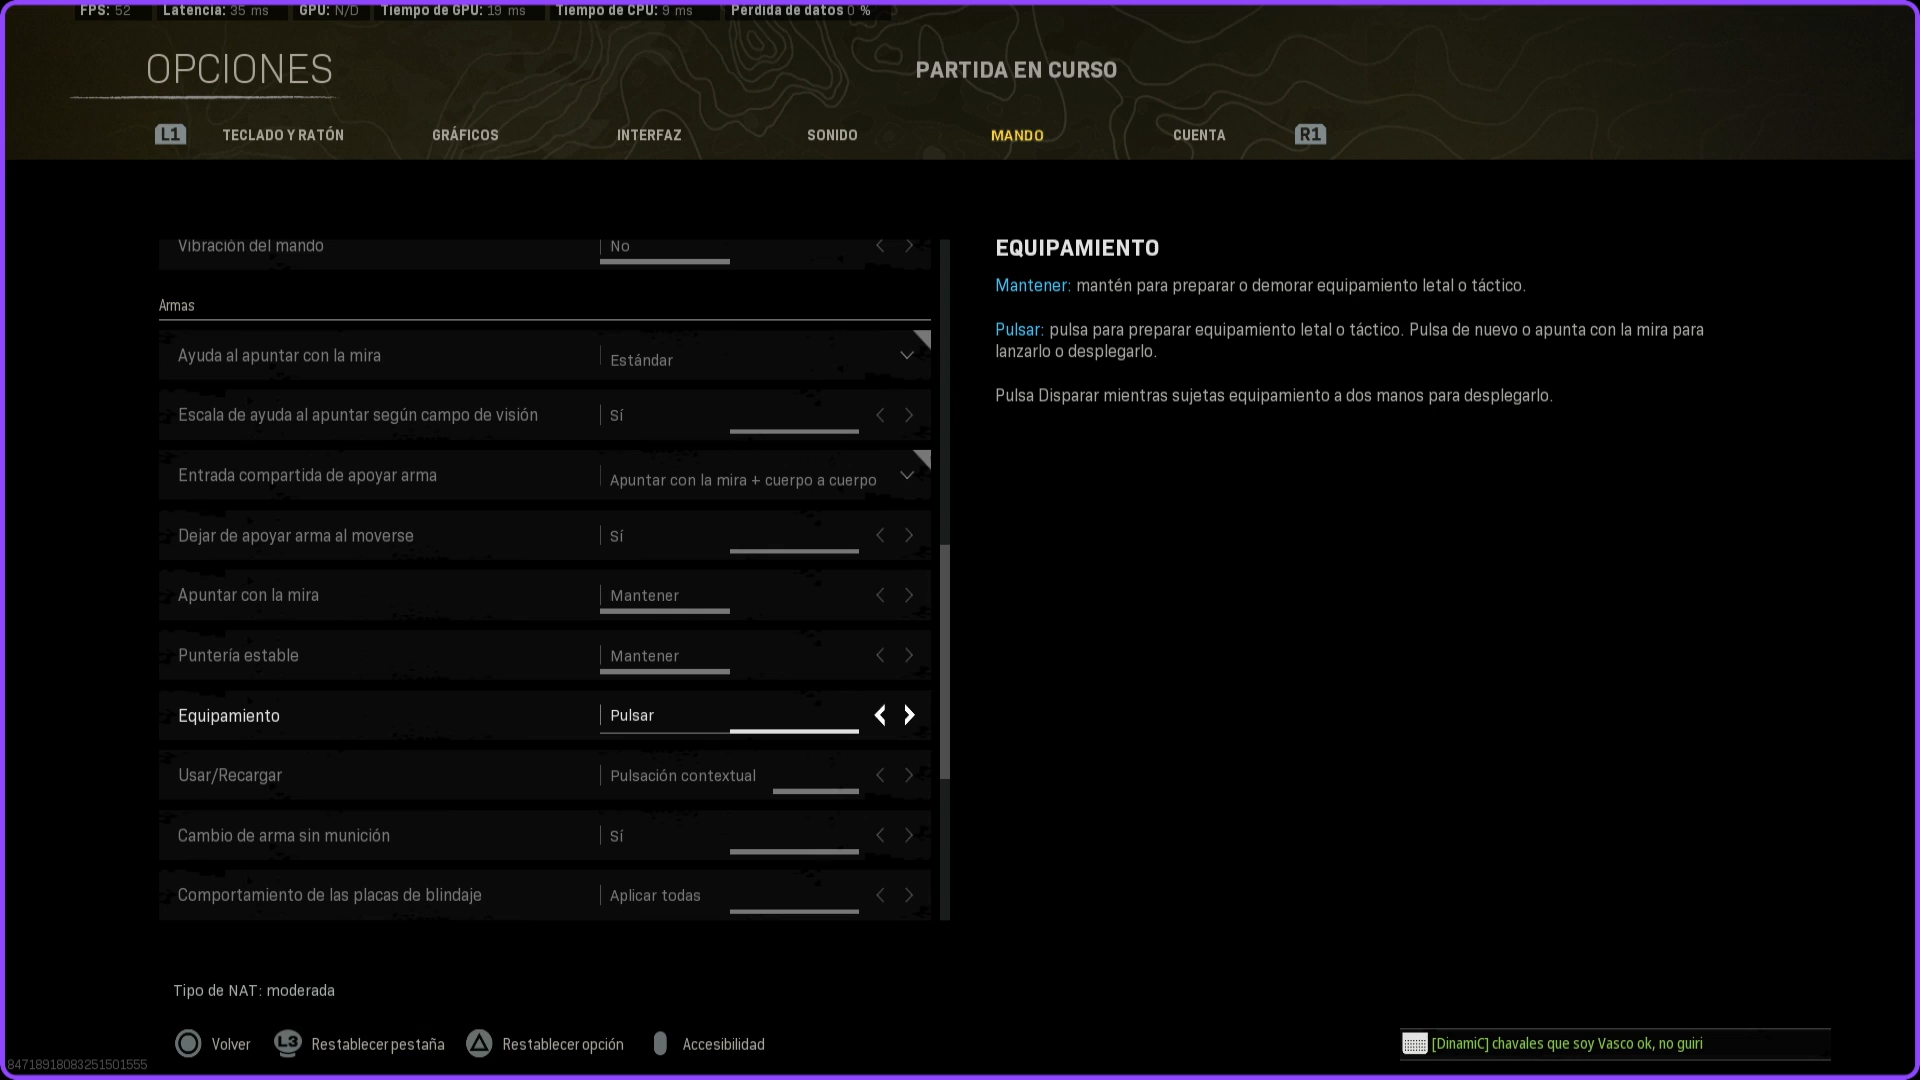 FPS: 52 Latencia: 35 ms GPU: N/D Tiempo de GPU: 19 ms Tiempo de CPU: 9 ms Pérdida de datos 0 %
OPCIONES
PARTIDA EN CURSO
L1 TECLADO Y RATÓN GRÁFICOS INTERFAZ SONIDO MANDO CUENTA R1
Vibración del mando No
Armas
Ayuda al apuntar con la mira Estándar
Escala de ayuda al apuntar según campo de visión Sí
Entrada compartida de apoyar arma Apuntar con la mira + cuerpo a cuerpo
Dejar de apoyar arma al moverse Sí
Apuntar con la mira Mantener
Puntería estable Mantener
Equipamiento Pulsar
Usar/Recargar Pulsación contextual
Cambio de arma sin munición Sí
Comportamiento de las placas de blindaje Aplicar todas
EQUIPAMIENTO
Mantener: mantén para preparar o demorar equipamiento letal o táctico.
Pulsar: pulsa para preparar equipamiento letal o táctico. Pulsa de nuevo o apunta con la mira para
lanzarlo o desplegarlo.
Pulsa Disparar mientras sujetas equipamiento a dos manos para desplegarlo.
Tipo de NAT: moderada
Volver L3 Restablecer pestaña Restablecer opción Accesibilidad
[DinamiC] chavales que soy Vasco ok, no guiri
84718918083251501555